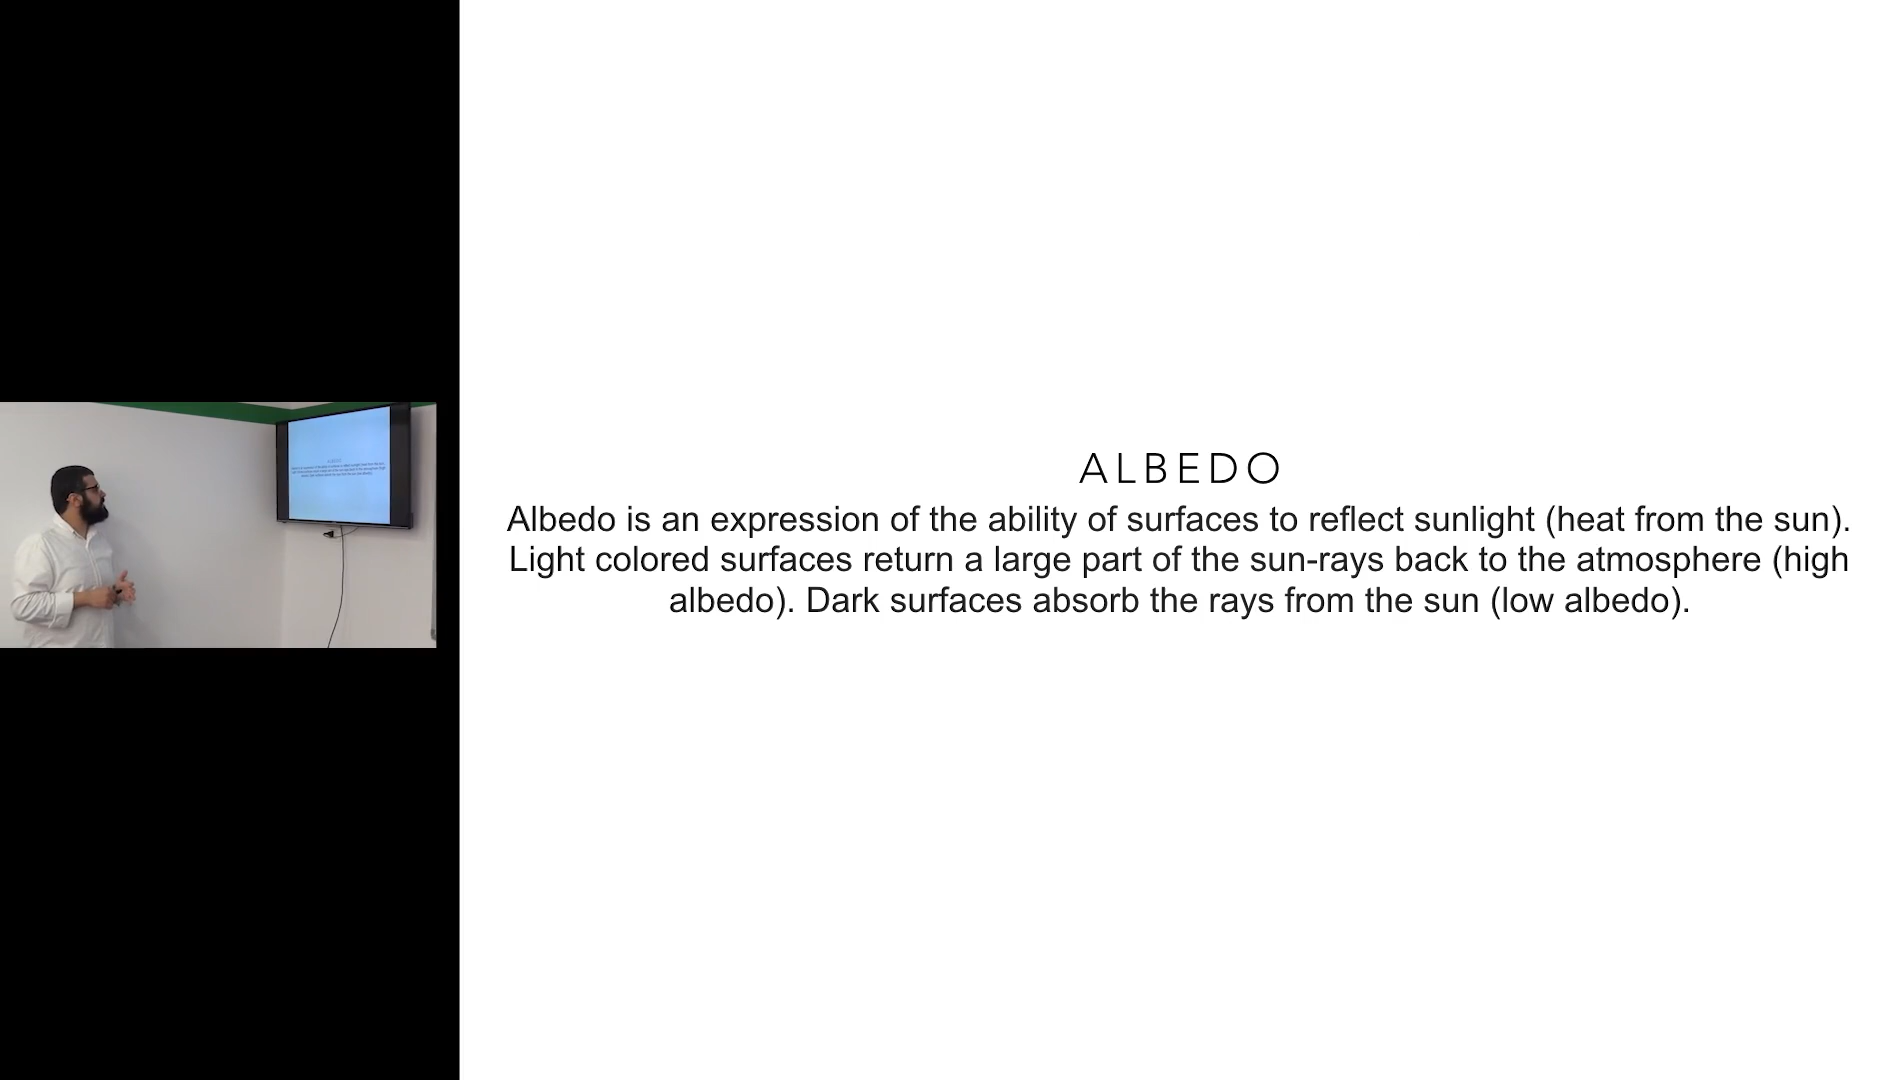 ALBEDO
Albedo is an expression of the ability of surfaces to reflect sunlight (heat from the sun).
Light colored surfaces return a large part of the sun-rays back to the atmosphere (high
albedo). Dark surfaces absorb the rays from the sun (low albedo).